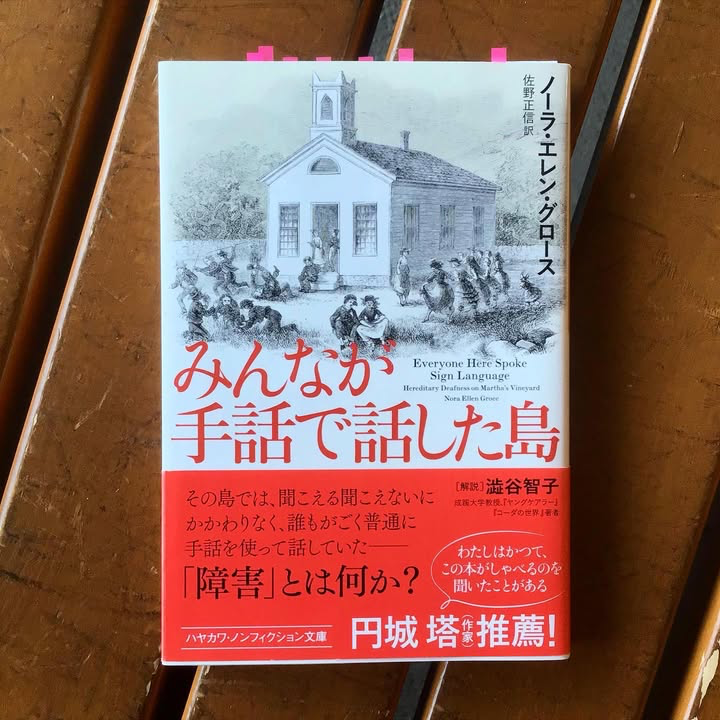 ノーラ・エレン・グロース
佐野正信訳
みんなが
手話で話した島
Everyone Here Spoke
Sign Language
Hereditary Deafness on Martha's Vineyard
Nora Ellen Groce
その島では、聞こえる聞こえないに
かかわりなく、誰もがごく普通に
手話を使って話していた――
「障害」とは何か?
[解説]澁谷智子
成蹊大学教授、『ヤングケアラー』
『コーダの世界』著者
わたしはかつて、
この本がしゃべるのを
聞いたことがある
円城 塔(作家)推薦!
ハヤカワ・ノンフィクション文庫